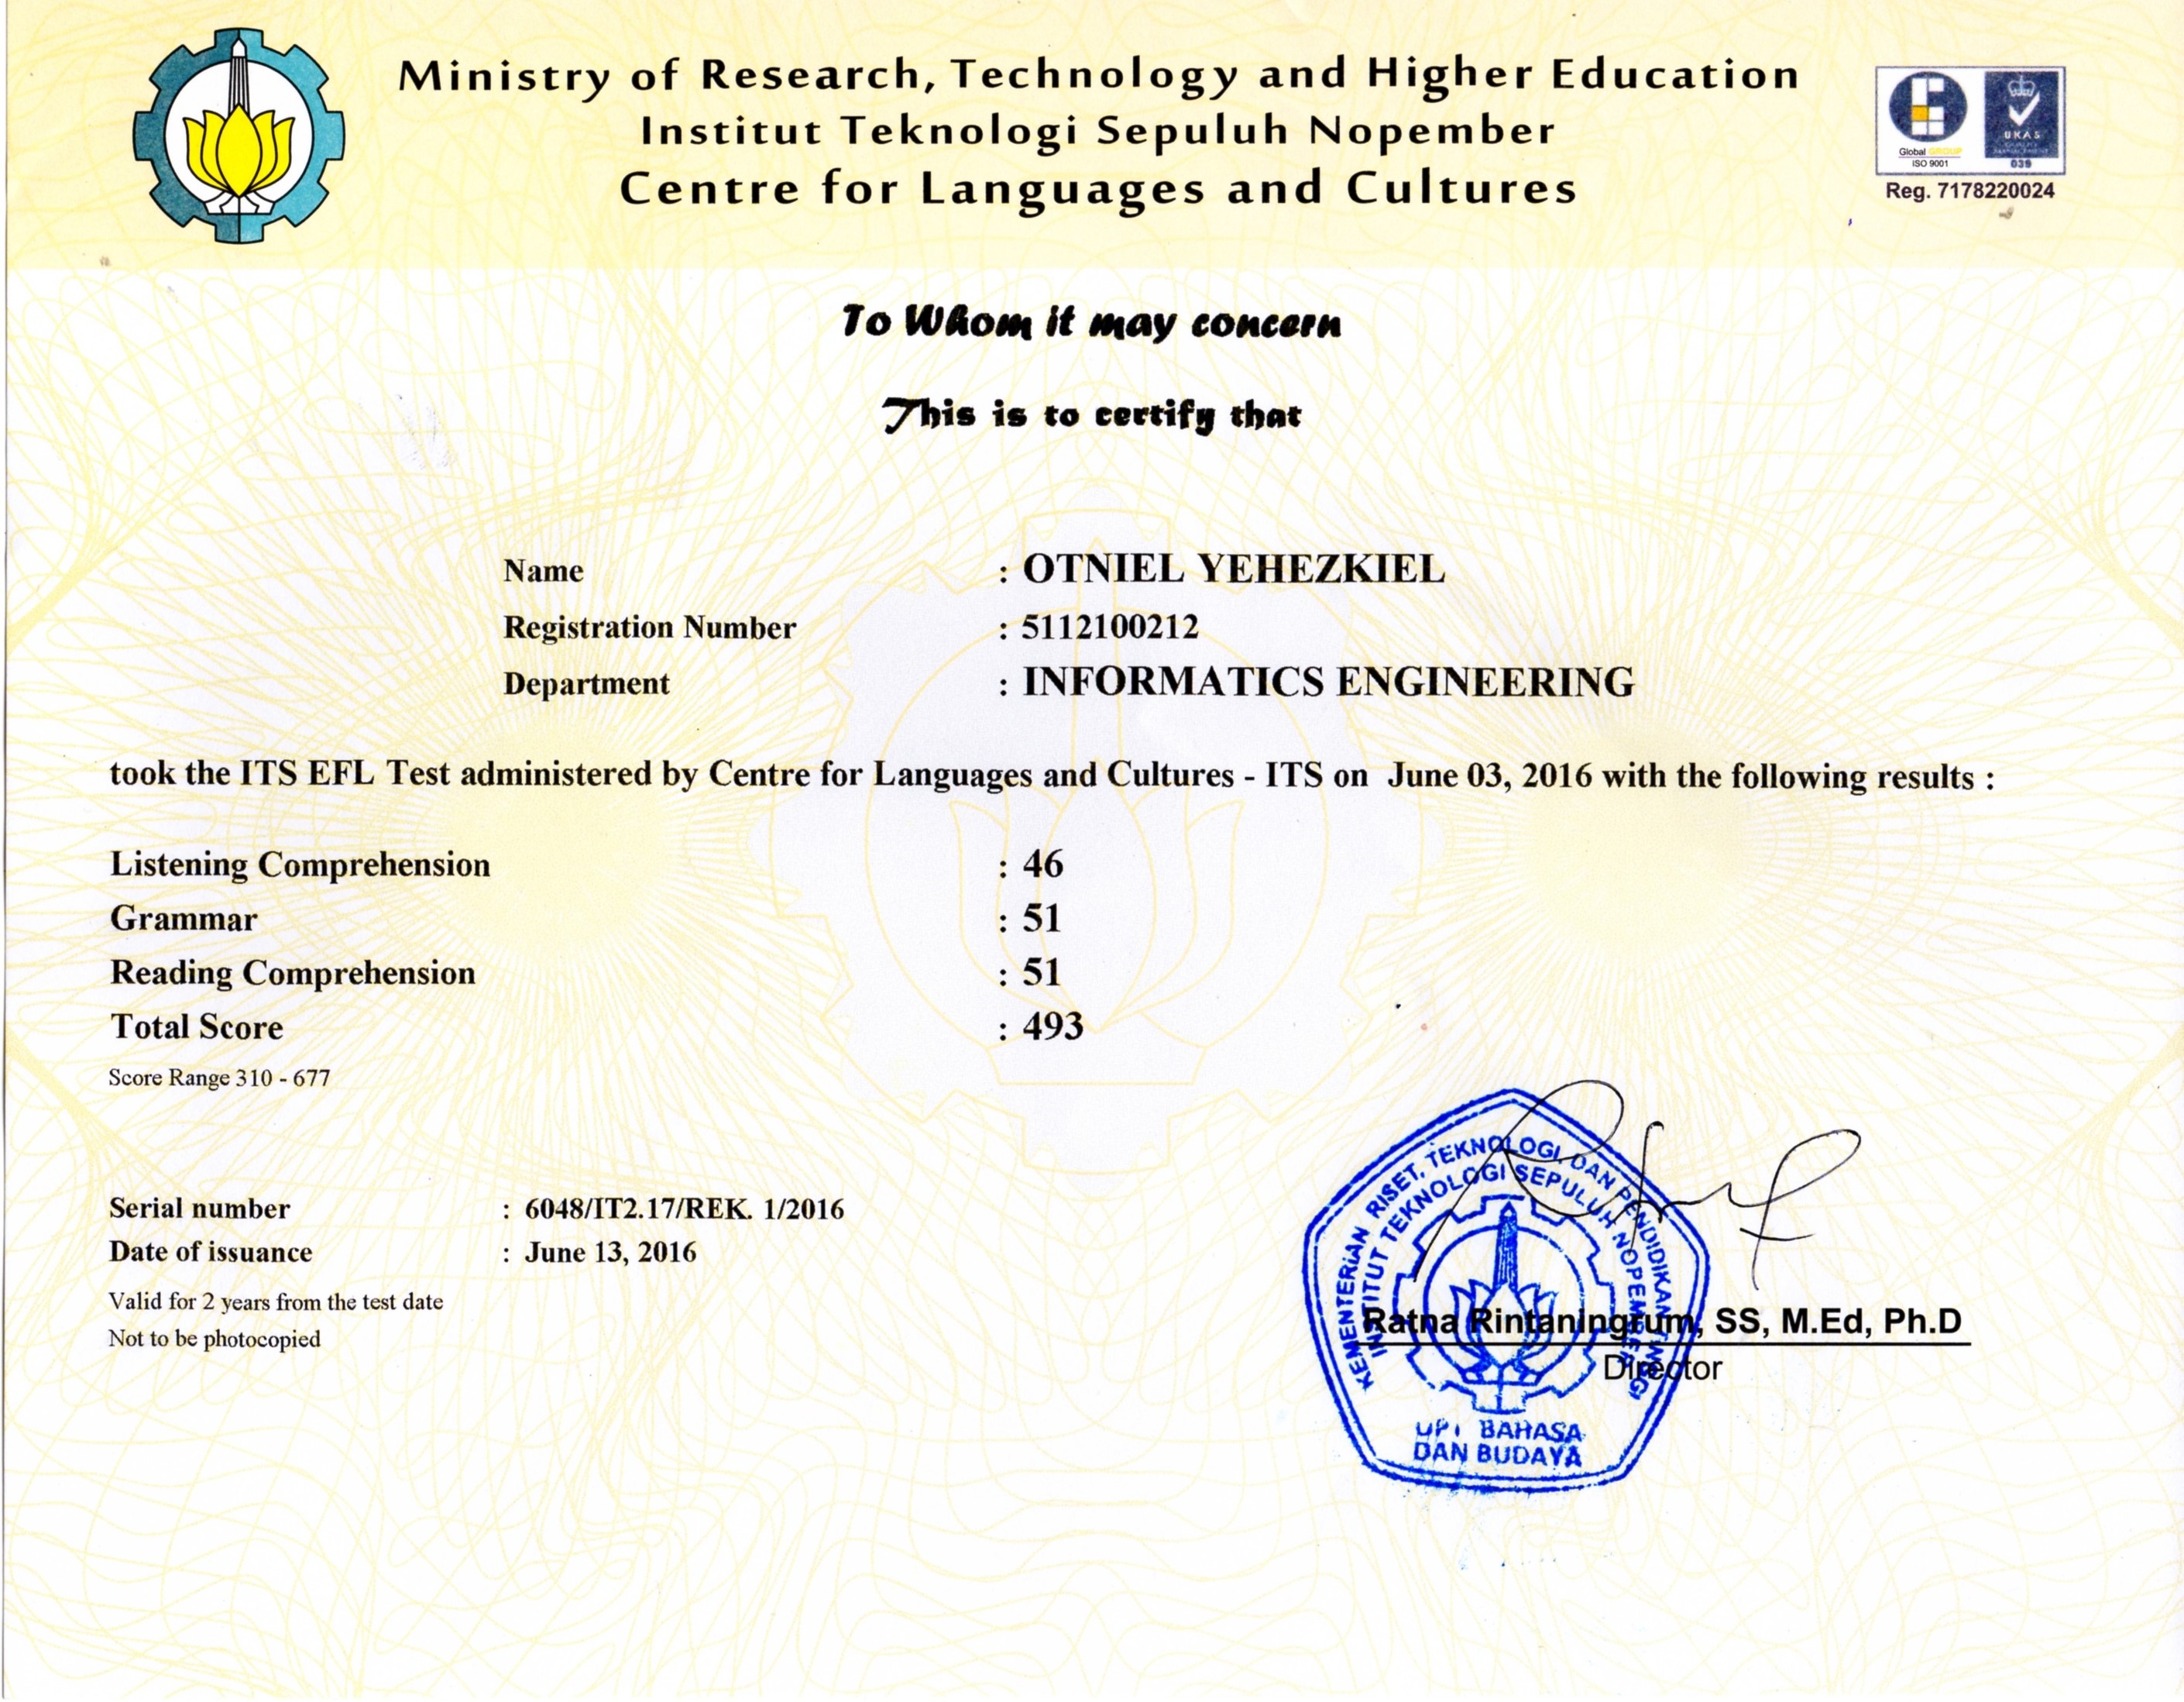 Ministry of Research, Technology and Higher Education
Institut Teknologi Sepuluh Nopember
Centre for Languages and Cultures
Global GROUP
ISO 9001
UKAS
QUALITY
MANAGEMENT
039
Reg. 7178220024
To Whom it may concern
This is to certify that
Name : OTNIEL YEHEZKIEL
Registration Number : 5112100212
Department : INFORMATICS ENGINEERING
took the ITS EFL Test administered by Centre for Languages and Cultures - ITS on June 03, 2016 with the following results :
Listening Comprehension : 46
Grammar : 51
Reading Comprehension : 51
Total Score : 493
Score Range 310 - 677
Serial number : 6048/IT2.17/REK. 1/2016
Date of issuance : June 13, 2016
Valid for 2 years from the test date
Not to be photocopied
KEMENTERIAN RISET, TEKNOLOGI DAN PENDIDIKAN TINGGI
INSTITUT TEKNOLOGI SEPULUH NOPEMBER
Ratna Rintaningrum, SS, M.Ed, Ph.D
Director
UPT BAHASA
DAN BUDAYA